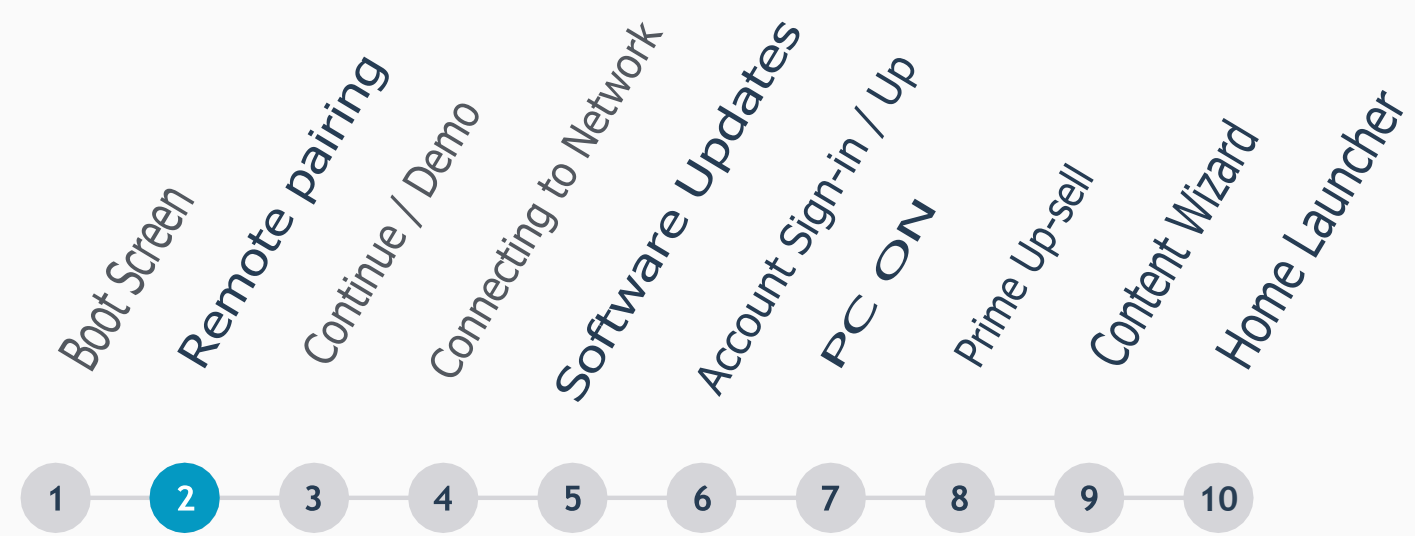 Boot Screen
Remote pairing
Continue / Demo
Connecting to Network
Software Updates
Account Sign-in / Up
PC ON
Prime Up-sell
Content Wizard
Home Launcher
1 2 3 4 5 6 7 8 9 10